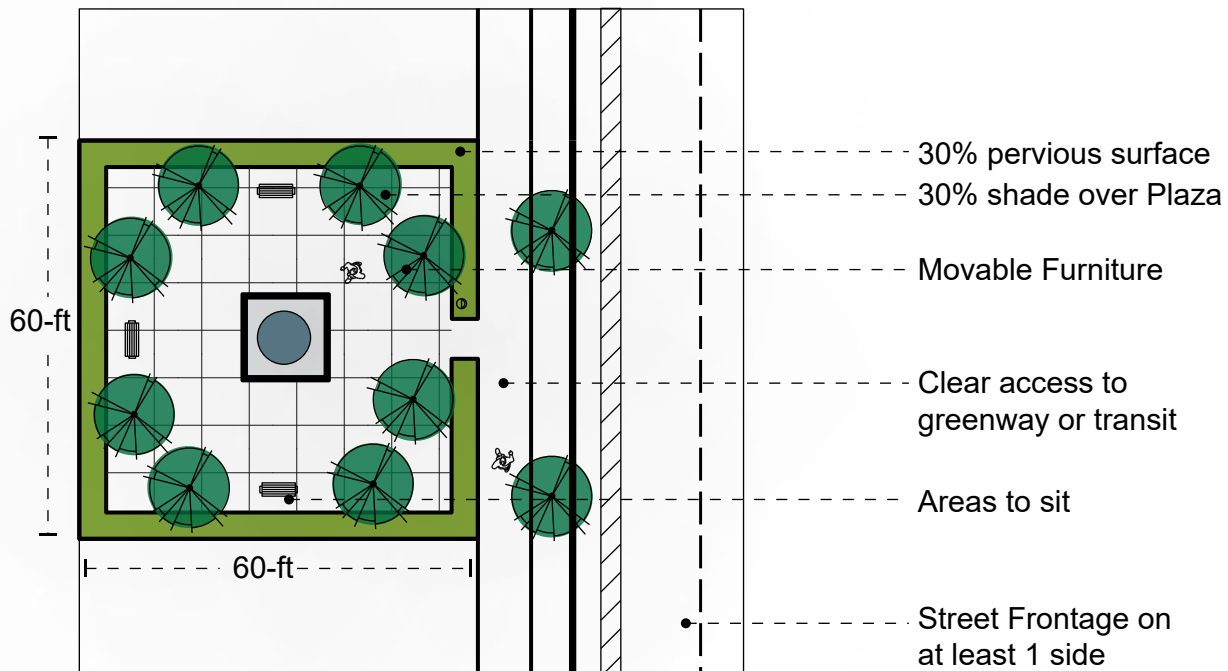 30% pervious surface
30% shade over Plaza
Movable Furniture
60-ft
Clear access to
greenway or transit
Areas to sit
60-ft
Street Frontage on
at least 1 side